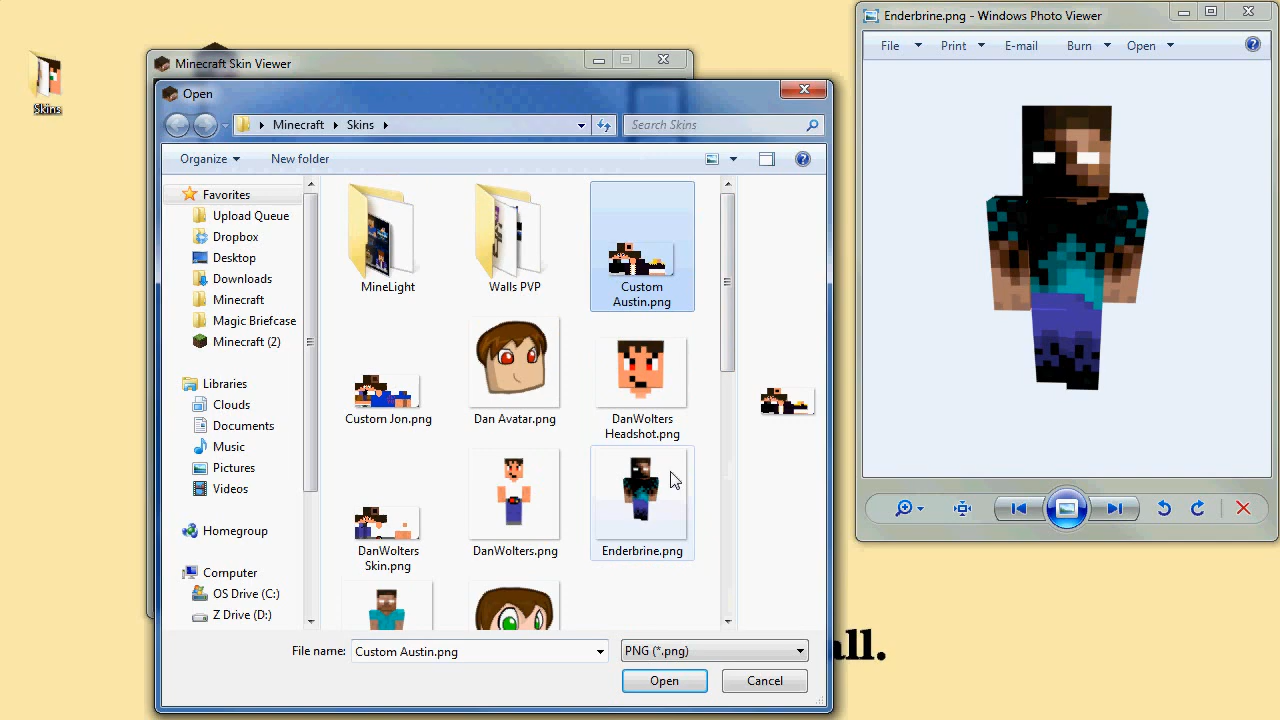 Enderbrine.png - Windows Photo Viewer
File Print E-mail Burn Open
Skins
Minecraft Skin Viewer
Open
Minecraft Skins
Search Skins
Organize New folder
Favorites
Upload Queue
Dropbox
Desktop
Downloads
Minecraft
Magic Briefcase
Minecraft (2)
Libraries
Clouds
Documents
Music
Pictures
Videos
Homegroup
Computer
OS Drive (C:)
Z Drive (D:)
MineLight
Walls PVP
Custom
Austin.png
Custom Jon.png
Dan Avatar.png
DanWolters
Headshot.png
DanWolters
Skin.png
DanWolters.png
Enderbrine.png
File name: Custom Austin.png PNG (*.png)
Open Cancel
all.